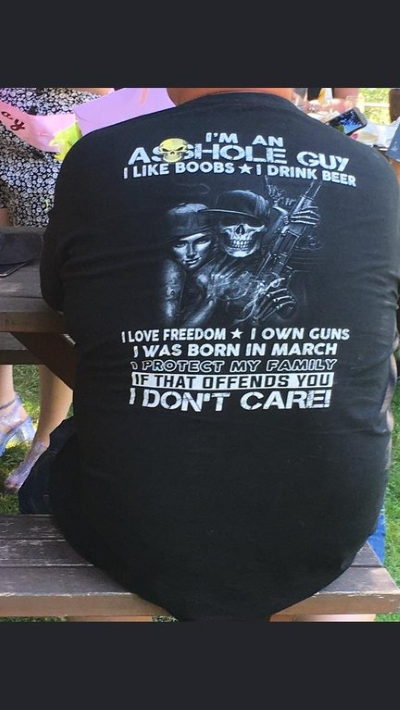 I'M AN
ASSHOLE GUY
I LIKE BOOBS ★ I DRINK BEER
I LOVE FREEDOM ★ I OWN GUNS
I WAS BORN IN MARCH
I PROTECT MY FAMILY
IF THAT OFFENDS YOU
I DON'T CARE!